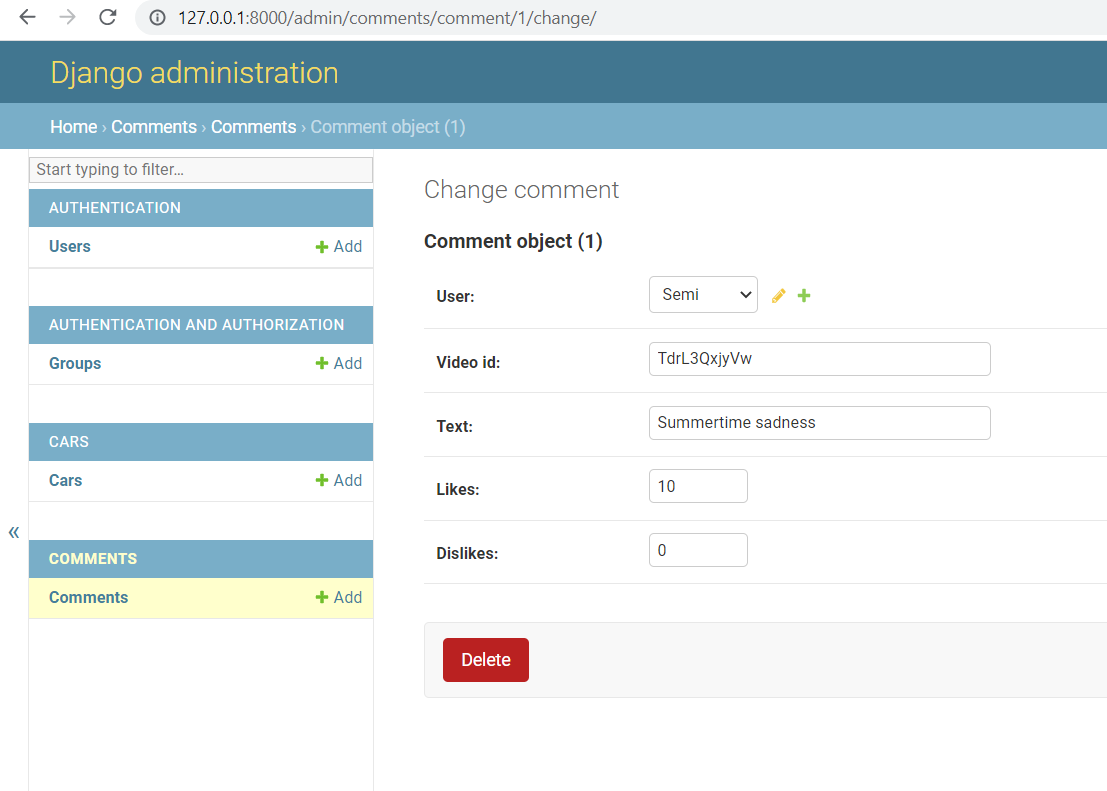 127.0.0.1:8000/admin/comments/comment/1/change/
Django administration
Home › Comments › Comments › Comment object (1)
Start typing to filter...
AUTHENTICATION
Users Add
AUTHENTICATION AND AUTHORIZATION
Groups Add
CARS
Cars Add
«
COMMENTS
Comments Add
Change comment
Comment object (1)
User: Semi
Video id: TdrL3QxjyVw
Text: Summertime sadness
Likes: 10
Dislikes: 0
Delete